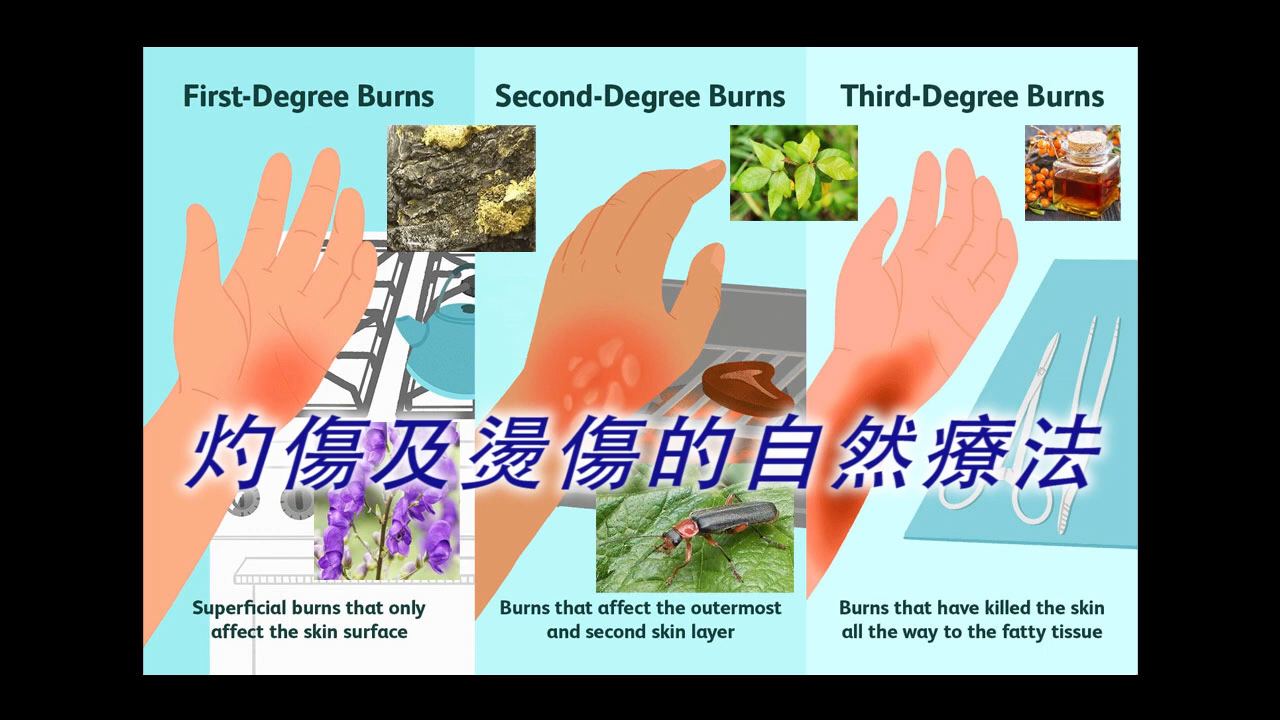 First-Degree Burns
Second-Degree Burns
Third-Degree Burns
灼傷及燙傷的自然療法
Superficial burns that only
affect the skin surface
Burns that affect the outermost
and second skin layer
Burns that have killed the skin
all the way to the fatty tissue